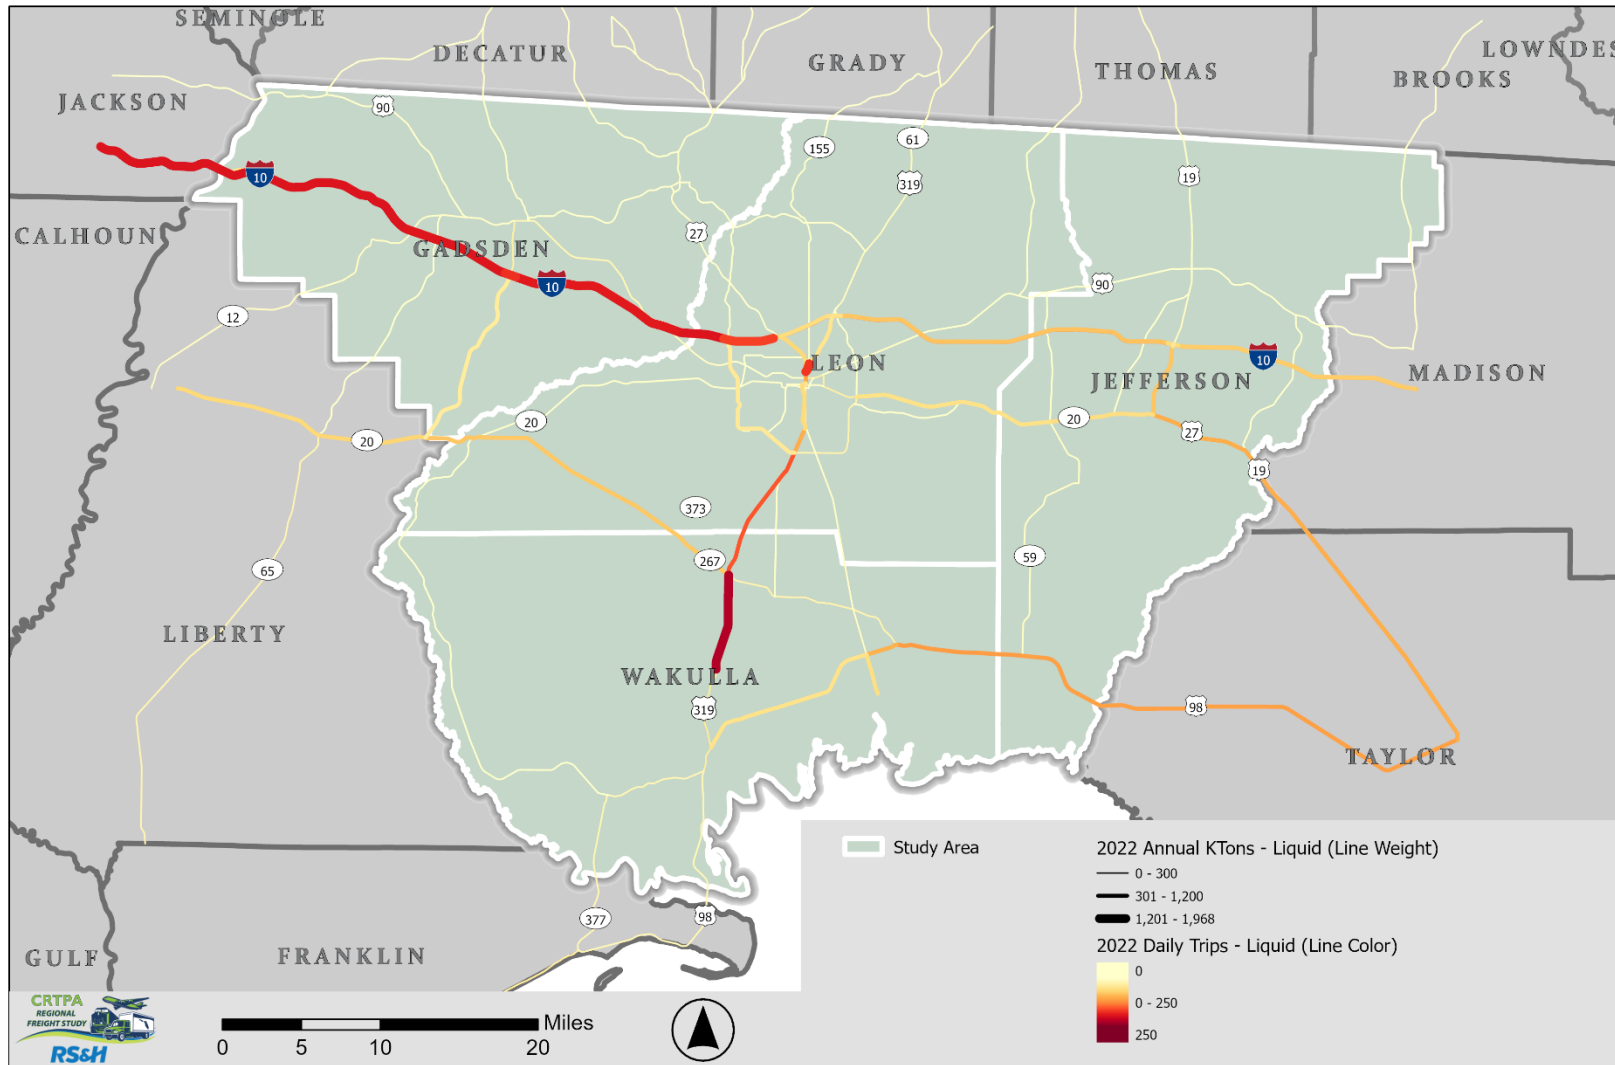 SEMINOLE
DECATUR
GRADY
THOMAS
LOWNDES
BROOKS
JACKSON
90
155
61
319
19
10
CALHOUN
27
GADSDEN
10
90
12
LEON
10
JEFFERSON
MADISON
20
20
20
27
19
373
267
59
65
LIBERTY
WAKULLA
319
98
TAYLOR
377
98
GULF
FRANKLIN
Study Area
2022 Annual KTons - Liquid (Line Weight)
0 - 300
301 - 1,200
1,201 - 1,968
2022 Daily Trips - Liquid (Line Color)
0
0 - 250
250
CRTPA
REGIONAL
FREIGHT STUDY
RS&H
Miles
0 5 10 20